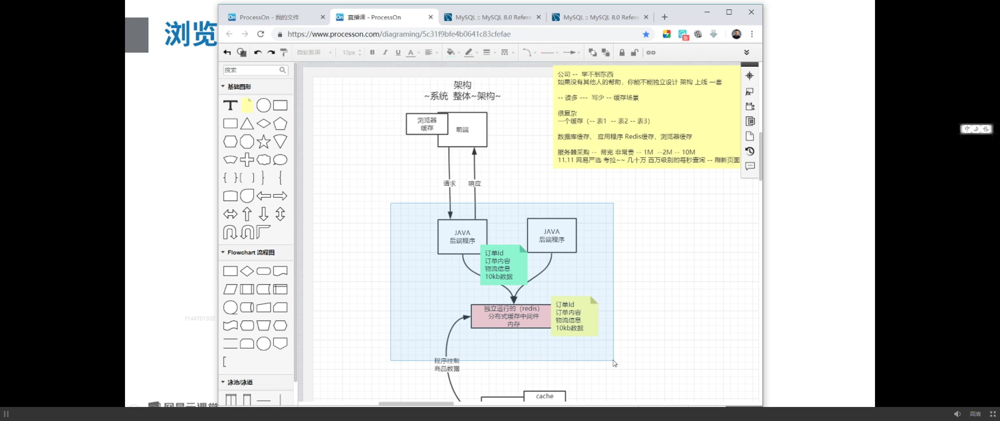 浏览
ProcessOn - 我的文件
直播课 - ProcessOn
MySQL :: MySQL 8.0 Refere
MySQL :: MySQL 8.0 Refere
https://www.processon.com/diagraming/5c31f9bfe4b0641c83cfefae
新
微软雅黑
13px
B I U A
搜索
基础图形
T
Flowchart 流程图
泳池/泳道
架构
~系统 整体~架构~
浏览器
缓存
前端
请求
响应
JAVA
后端程序
JAVA
后端程序
订单Id
订单内容
物流信息
10kb数据
独立运行的（redis）
分布式缓存中间件
内存
订单Id
订单内容
物流信息
10kb数据
程序控制
商品数据
cache
公司 -- 学不到东西
如果没有其他人的帮助，你能不能独立设计 架构 上线 一套
-- 读多 --- 写少 -- 缓存场景
很复杂
一个缓存（-- 表1 -- 表2 -- 表3）
数据库缓存、 应用程序 Redis缓存、浏览器缓存
服务器采购 -- 带宽 非常贵 -- 1M --2M -- 10M
11.11 网易严选 考拉~~ 几十万 百万级别的每秒查询 -- 刷新页面
中
1144701332
网易云课堂
高清